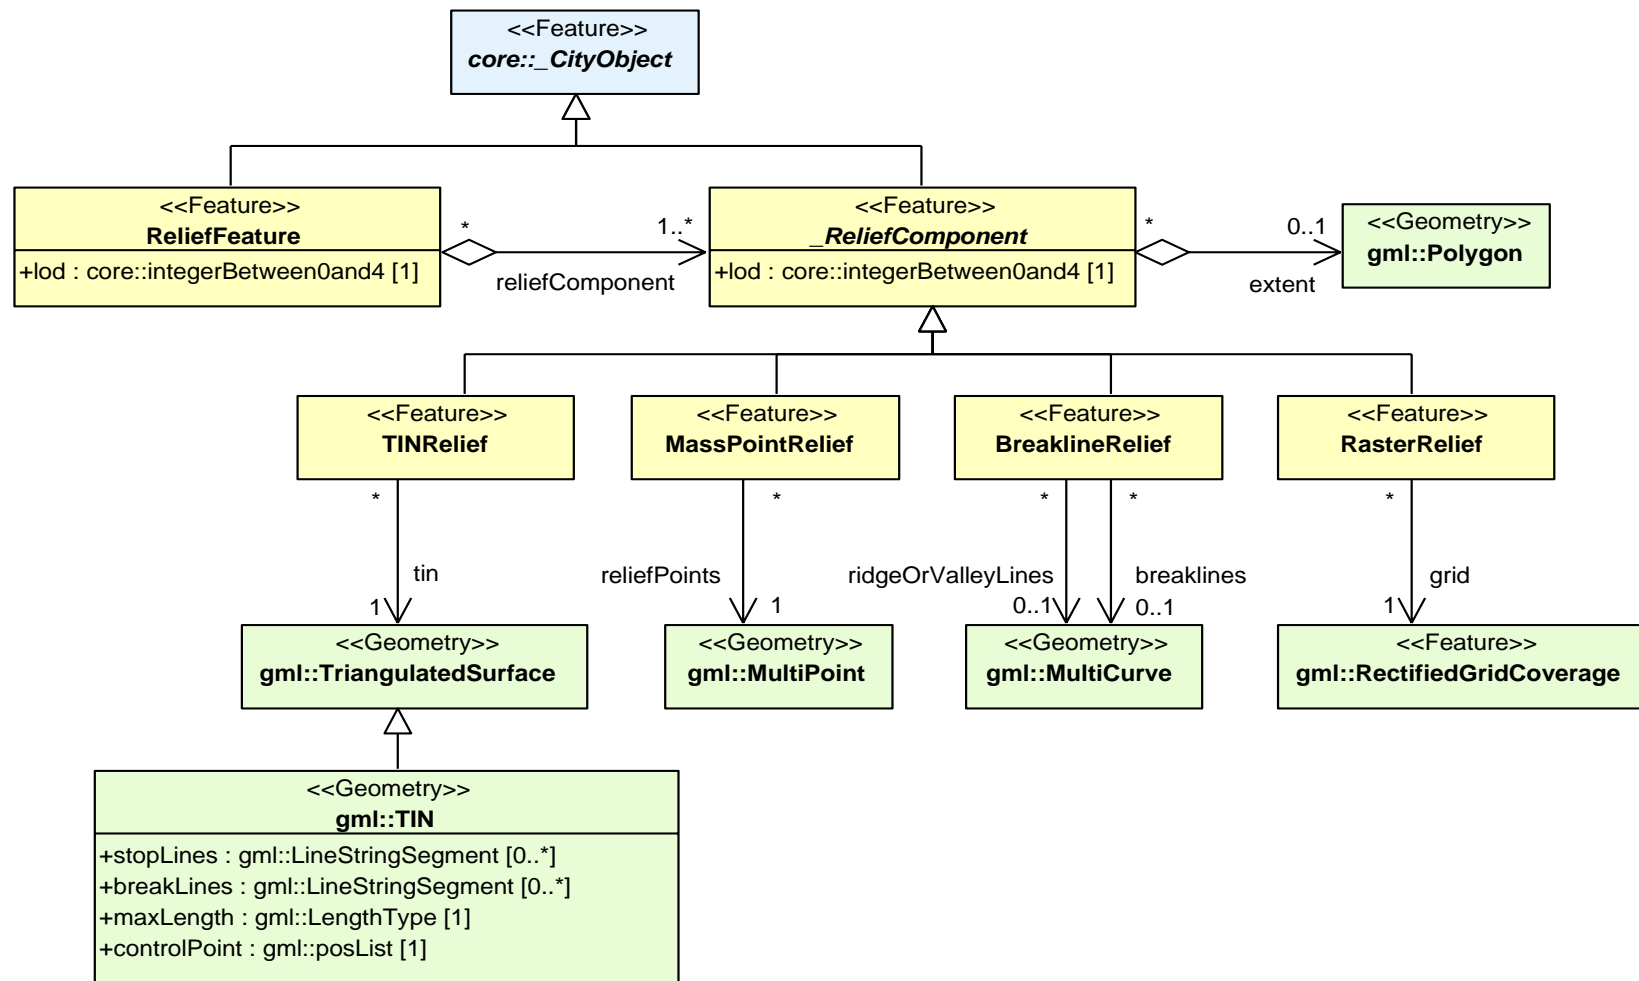 <<Feature>>
core::_CityObject
<<Feature>>
ReliefFeature
+lod : core::integerBetween0and4 [1]
*
1..*
reliefComponent
<<Feature>>
_ReliefComponent
+lod : core::integerBetween0and4 [1]
*
0..1
extent
<<Geometry>>
gml::Polygon
<<Feature>>
TINRelief
<<Feature>>
MassPointRelief
<<Feature>>
BreaklineRelief
<<Feature>>
RasterRelief
*
tin
1
*
reliefPoints
1
*
ridgeOrValleyLines
0..1
*
breaklines
0..1
*
grid
1
<<Geometry>>
gml::TriangulatedSurface
<<Geometry>>
gml::MultiPoint
<<Geometry>>
gml::MultiCurve
<<Feature>>
gml::RectifiedGridCoverage
<<Geometry>>
gml::TIN
+stopLines : gml::LineStringSegment [0..*]
+breakLines : gml::LineStringSegment [0..*]
+maxLength : gml::LengthType [1]
+controlPoint : gml::posList [1]